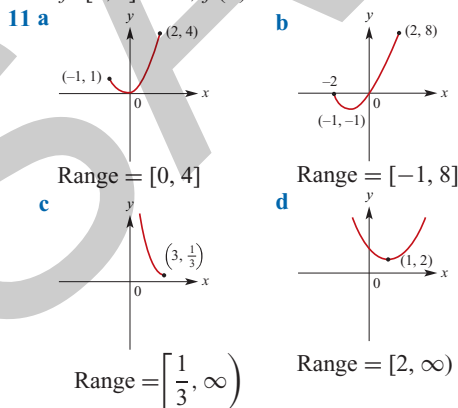 11 a
y
(2, 4)
(−1, 1)
0
x
Range = [0, 4]
b
y
(2, 8)
−2
(−1, −1)
0
x
Range = [−1, 8]
c
y
(3, 1/3)
0
x
Range = [1/3, ∞)
d
y
(1, 2)
0
x
Range = [2, ∞)